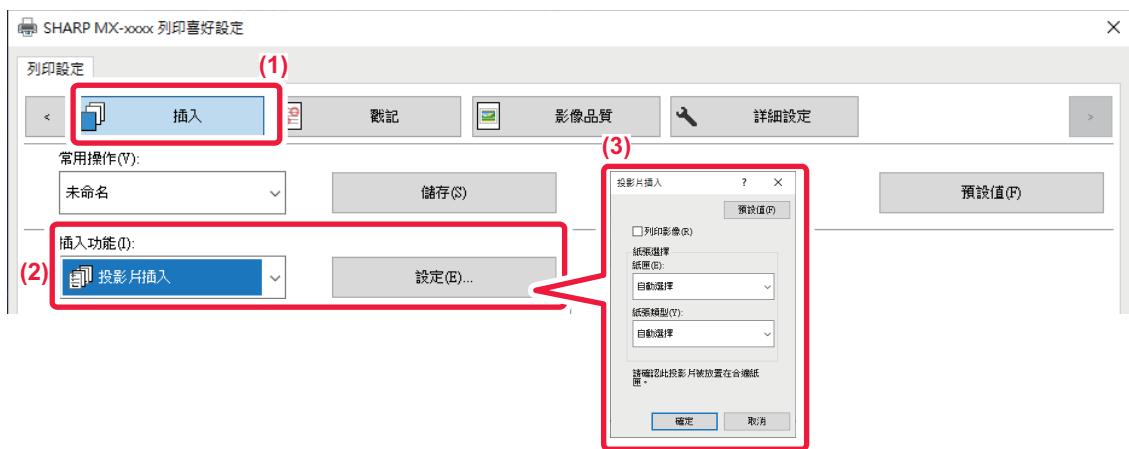 SHARP MX-xxxx 列印喜好設定
列印設定
(1)
< 插入 戳記 影像品質 詳細設定 >
常用操作(V):
未命名 儲存(S) 預設值(F)
插入功能(I):
(2)
投影片插入 設定(E)...
(3)
投影片插入 ? ×
預設值(F)
列印影像(R)
紙張選擇
紙匣(E):
自動選擇
紙張類型(Y):
自動選擇
請確認此投影片被放置在合適紙
匣。
確定 取消